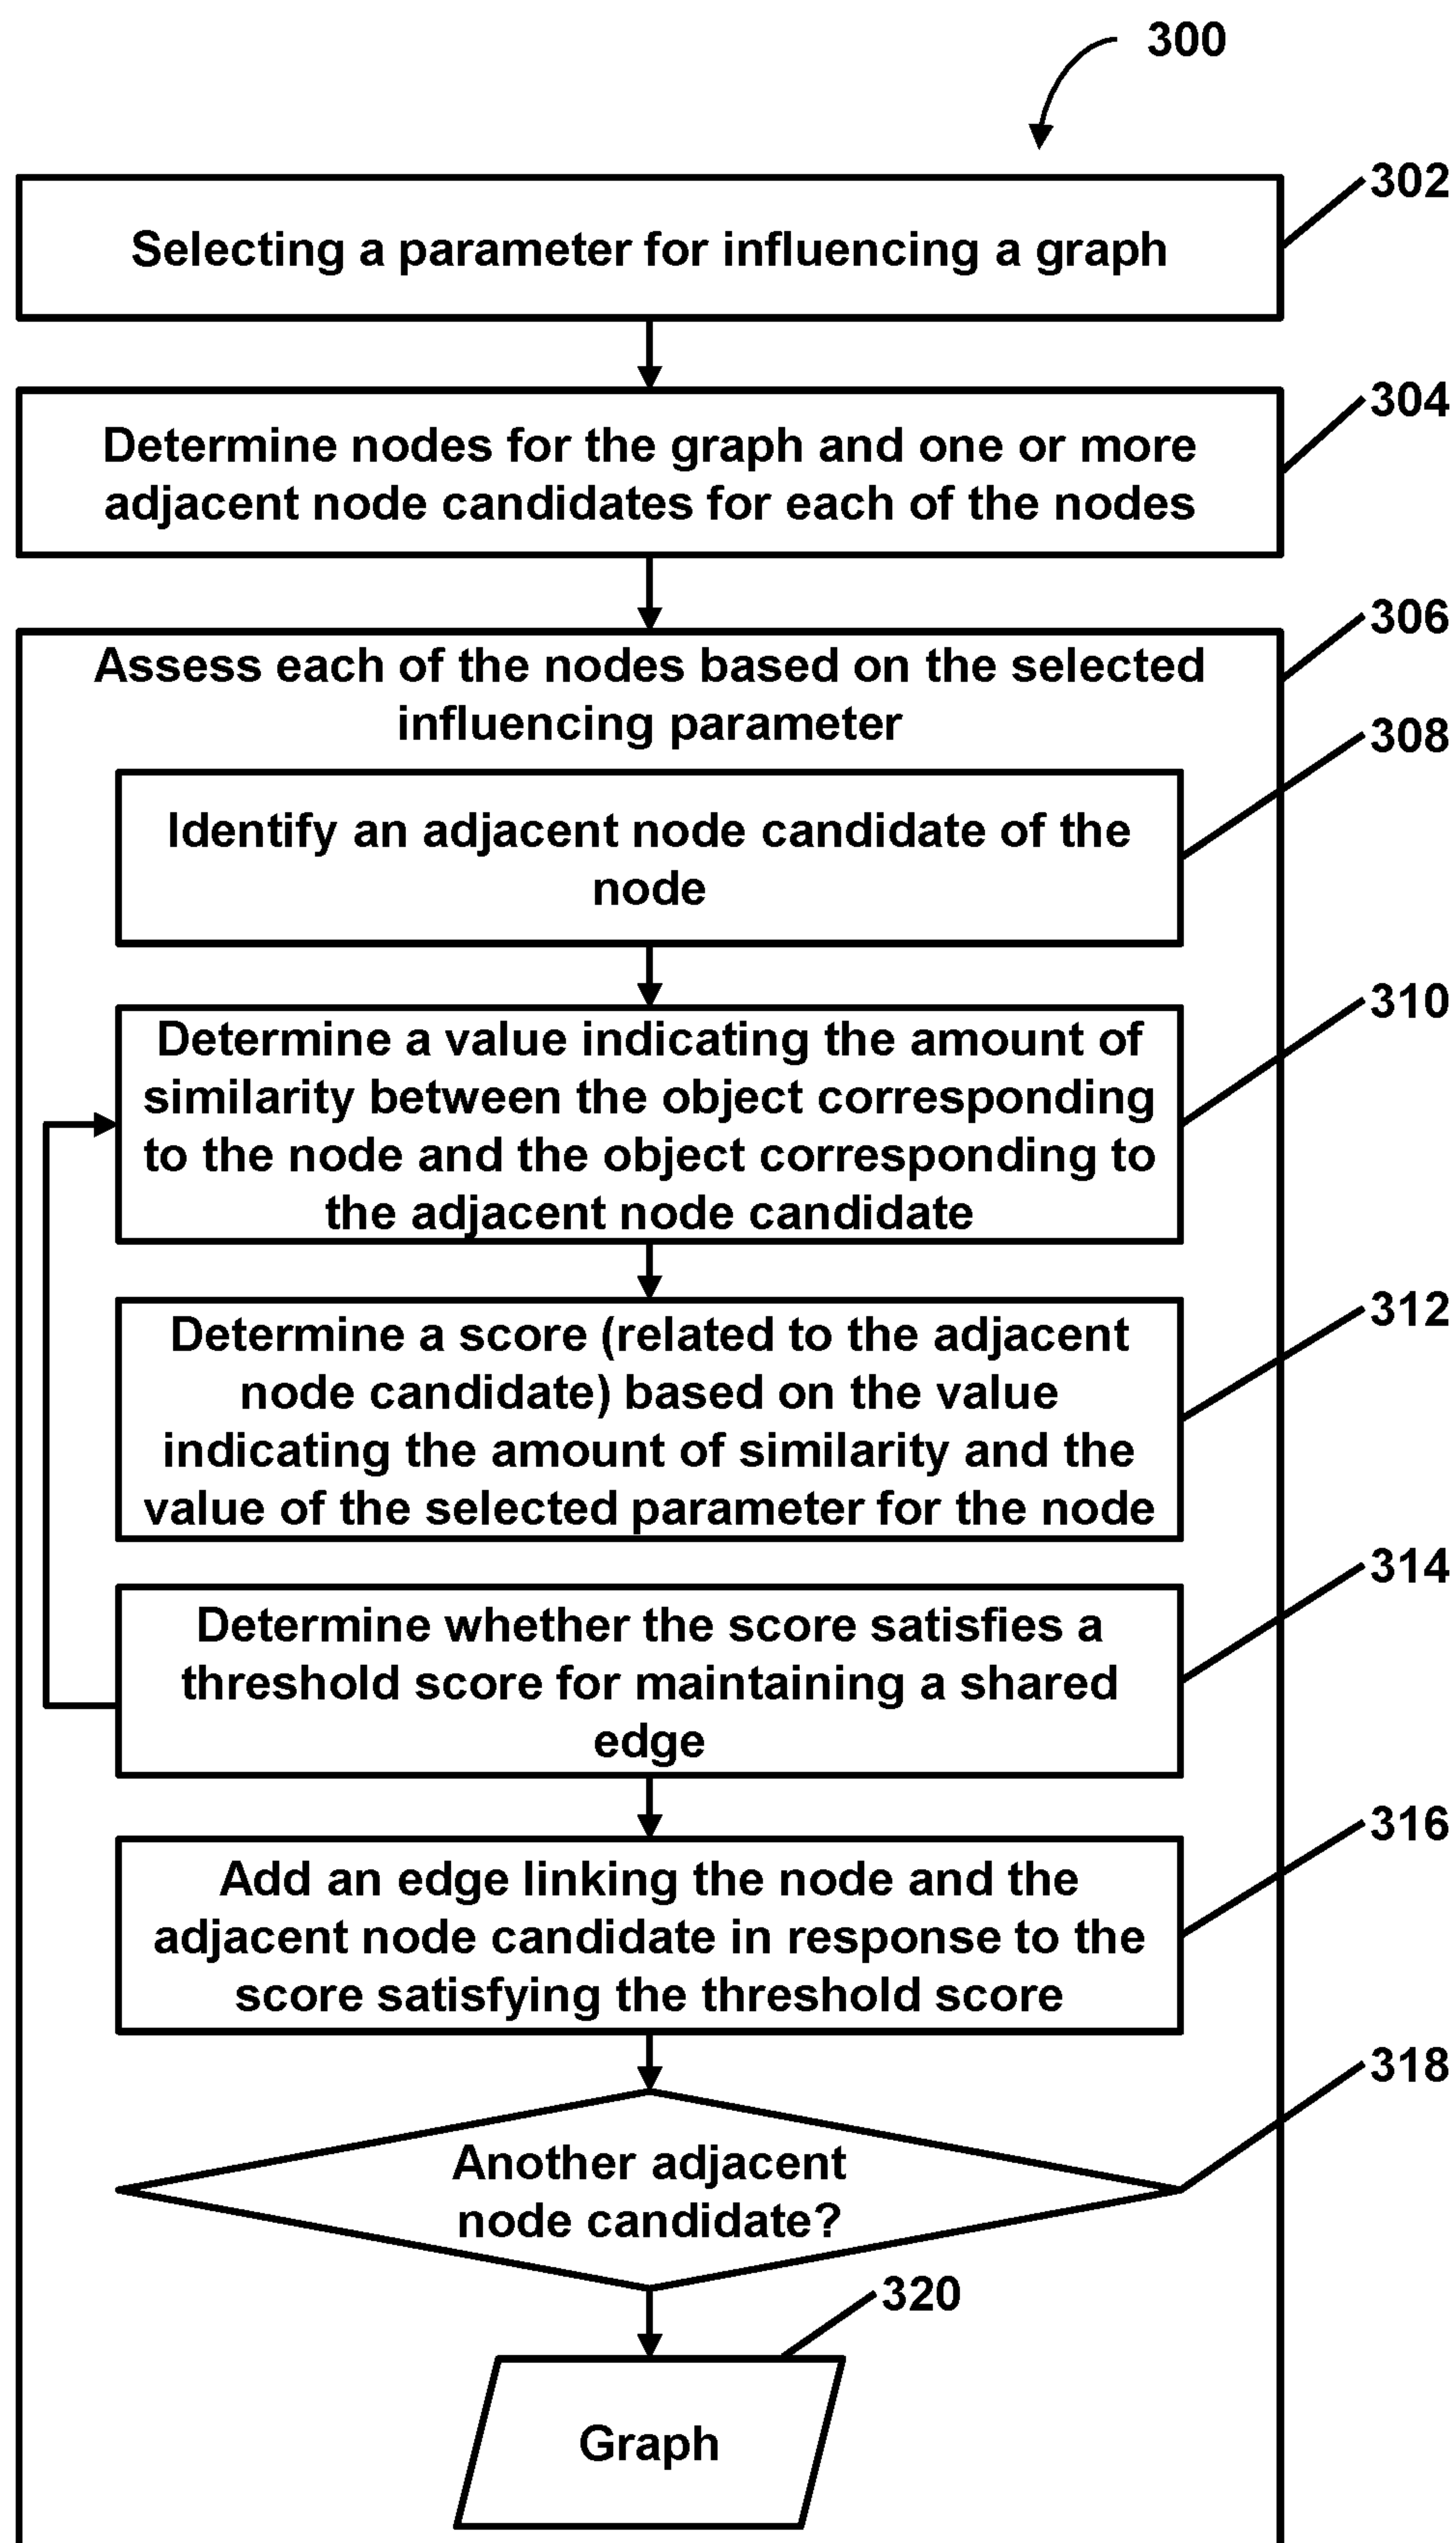 300
302
Selecting a parameter for influencing a graph
304
Determine nodes for the graph and one or more
adjacent node candidates for each of the nodes
306
Assess each of the nodes based on the selected
influencing parameter
308
Identify an adjacent node candidate of the
node
310
Determine a value indicating the amount of
similarity between the object corresponding
to the node and the object corresponding to
the adjacent node candidate
312
Determine a score (related to the adjacent
node candidate) based on the value
indicating the amount of similarity and the
value of the selected parameter for the node
314
Determine whether the score satisfies a
threshold score for maintaining a shared
edge
316
Add an edge linking the node and the
adjacent node candidate in response to the
score satisfying the threshold score
318
Another adjacent
node candidate?
320
Graph